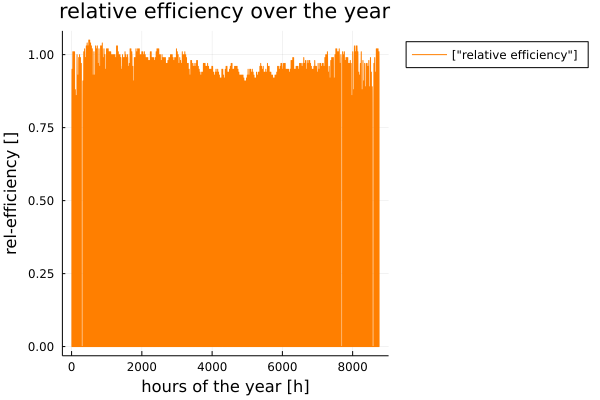 relative efficiency over the year
["relative efficiency"]
rel-efficiency []
1.00
0.75
0.50
0.25
0.00
0
2000
4000
6000
8000
hours of the year [h]